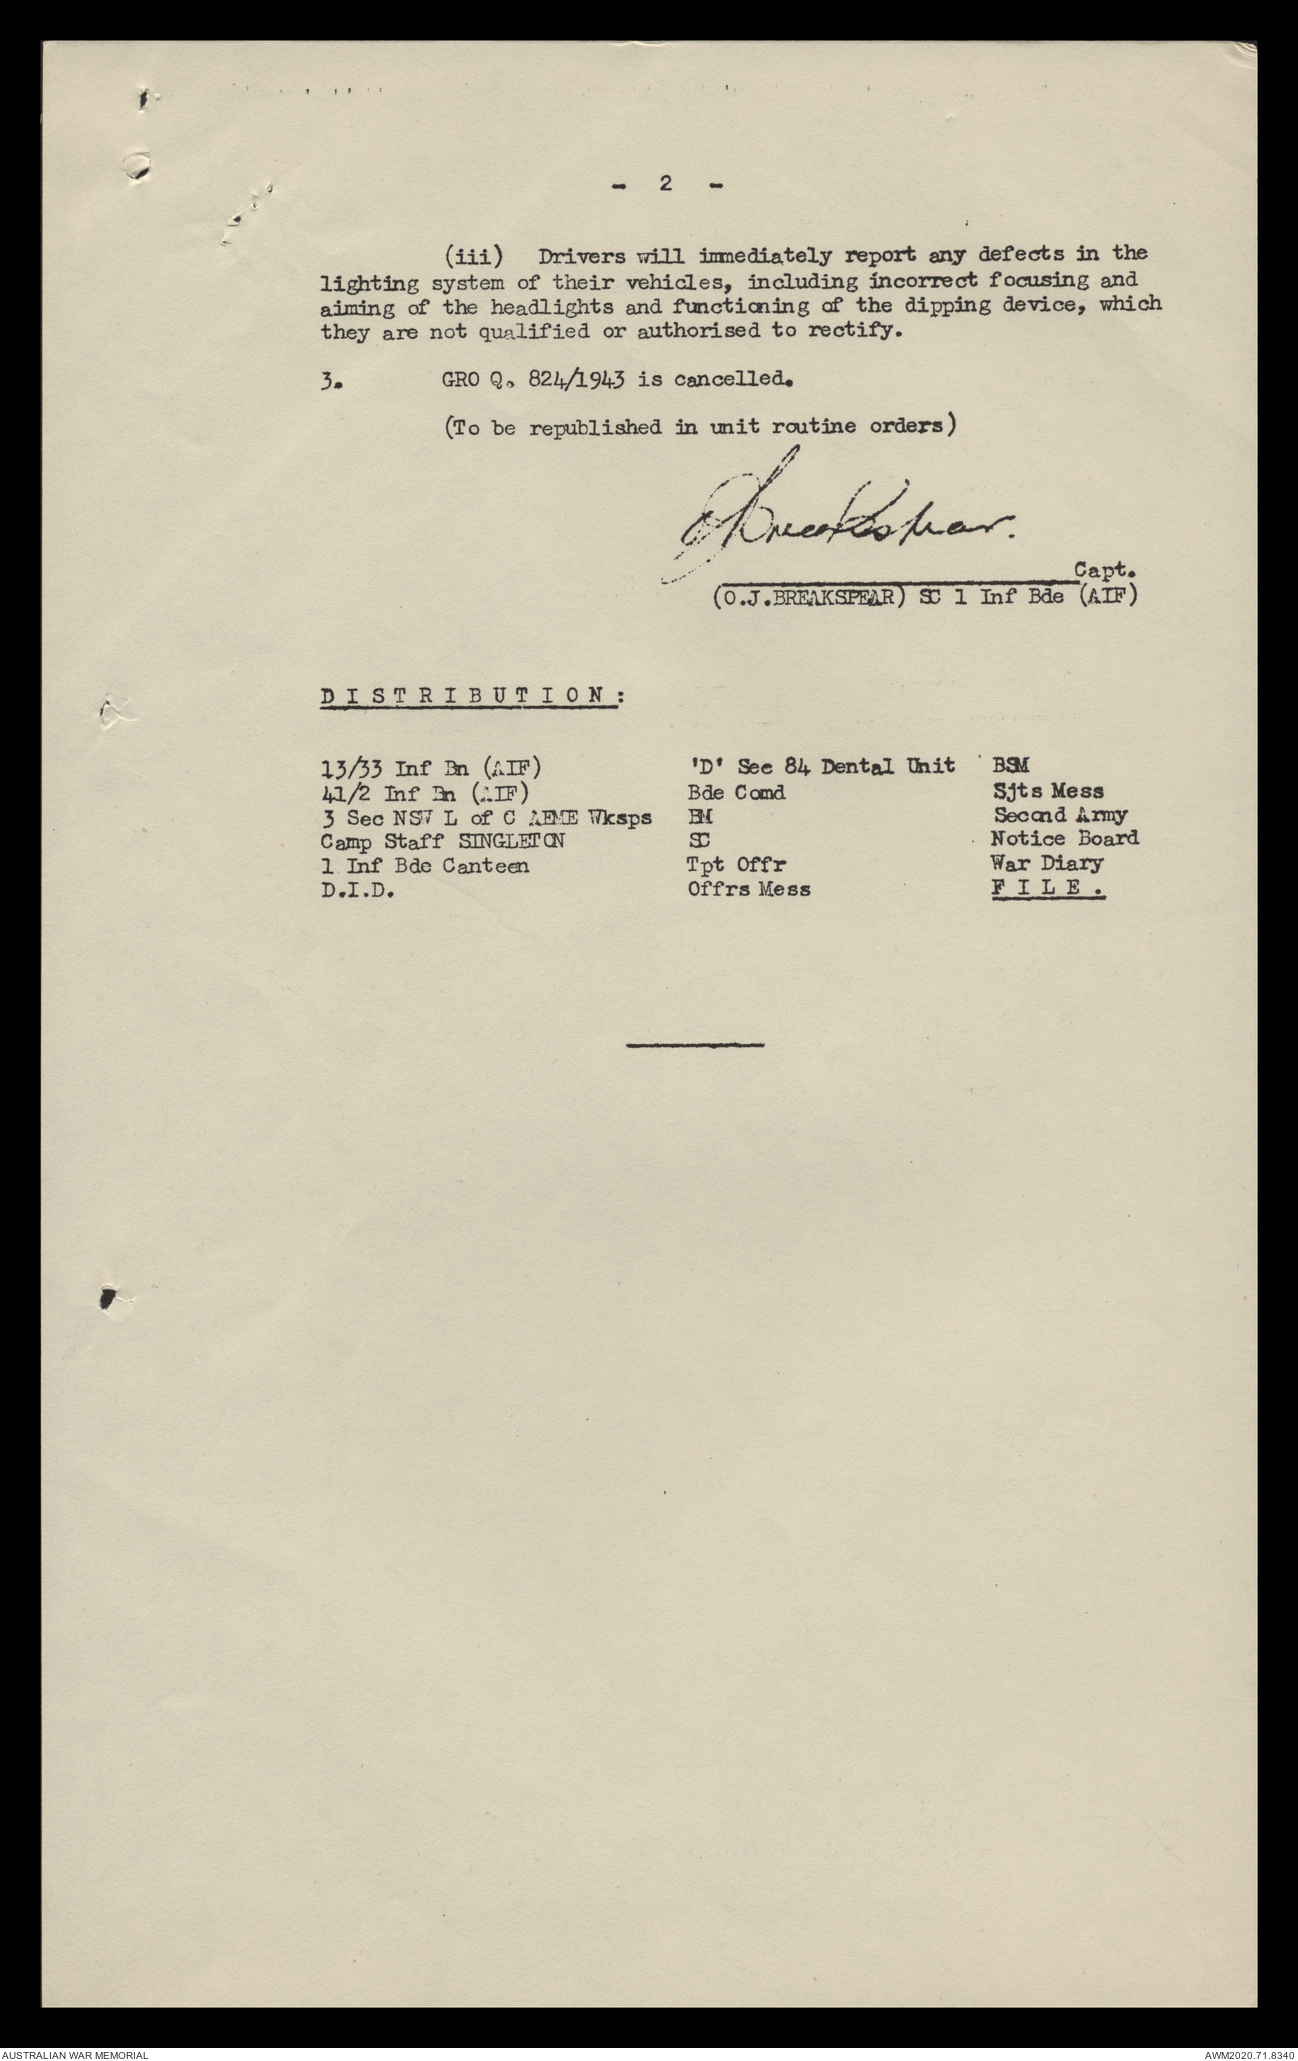 - 2 -
(iii) Drivers will immediately report any defects in the
lighting system of their vehicles, including incorrect focusing and
aiming of the headlights and functioning of the dipping device, which
they are not qualified or authorised to rectify.
3. GRO Q. 824/1943 is cancelled.
(To be republished in unit routine orders)
OJBreakspear.
Capt.
(O.J.BREAKSPEAR) SC 1 Inf Bde (AIF)
D I S T R I B U T I O N :
13/33 Inf Bn (AIF) 'D' Sec 84 Dental Unit BSM
41/2 Inf Bn (AIF) Bde Comd Sjts Mess
3 Sec NSW L of C AEME Wksps BM Second Army
Camp Staff SINGLETON SC Notice Board
1 Inf Bde Canteen Tpt Offr War Diary
D.I.D. Offrs Mess F I L E .
AUSTRALIAN WAR MEMORIAL AWM2020.71.8340